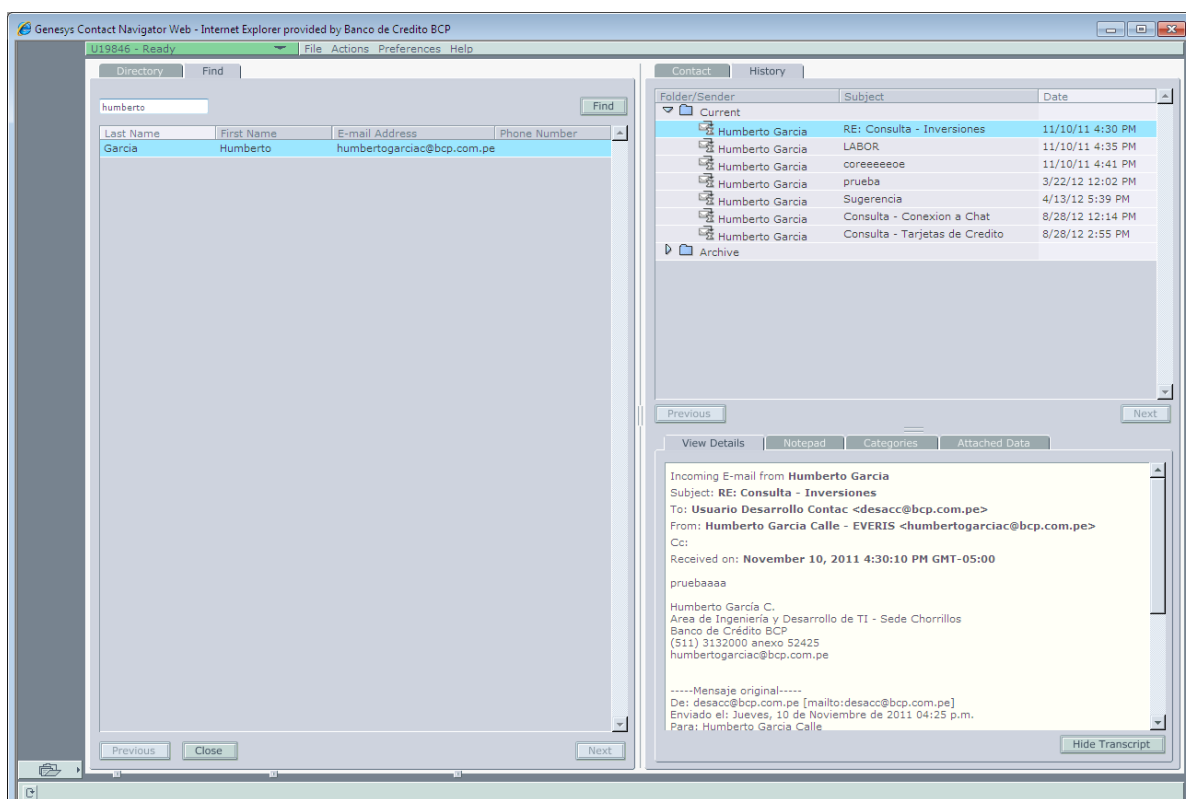 Genesys Contact Navigator Web - Internet Explorer provided by Banco de Credito BCP
U19846 - Ready File Actions Preferences Help
Directory Find
humberto Find
Last Name First Name E-mail Address Phone Number
Garcia Humberto humbertogarciac@bcp.com.pe
Previous Close Next
Contact History
Folder/Sender Subject Date
Current
Humberto Garcia RE: Consulta - Inversiones 11/10/11 4:30 PM
Humberto Garcia LABOR 11/10/11 4:35 PM
Humberto Garcia coreeeeeoe 11/10/11 4:41 PM
Humberto Garcia prueba 3/22/12 12:02 PM
Humberto Garcia Sugerencia 4/13/12 5:39 PM
Humberto Garcia Consulta - Conexion a Chat 8/28/12 12:14 PM
Humberto Garcia Consulta - Tarjetas de Credito 8/28/12 2:55 PM
Archive
Previous Next
View Details Notepad Categories Attached Data
Incoming E-mail from Humberto Garcia
Subject: RE: Consulta - Inversiones
To: Usuario Desarrollo Contac <desacc@bcp.com.pe>
From: Humberto Garcia Calle - EVERIS <humbertogarciac@bcp.com.pe>
Cc:
Received on: November 10, 2011 4:30:10 PM GMT-05:00
pruebaaaa
Humberto García C.
Area de Ingeniería y Desarrollo de TI - Sede Chorrillos
Banco de Crédito BCP
(511) 3132000 anexo 52425
humbertogarciac@bcp.com.pe
-----Mensaje original-----
De: desacc@bcp.com.pe [mailto:desacc@bcp.com.pe]
Enviado el: Jueves, 10 de Noviembre de 2011 04:25 p.m.
Para: Humberto Garcia Calle
Hide Transcript